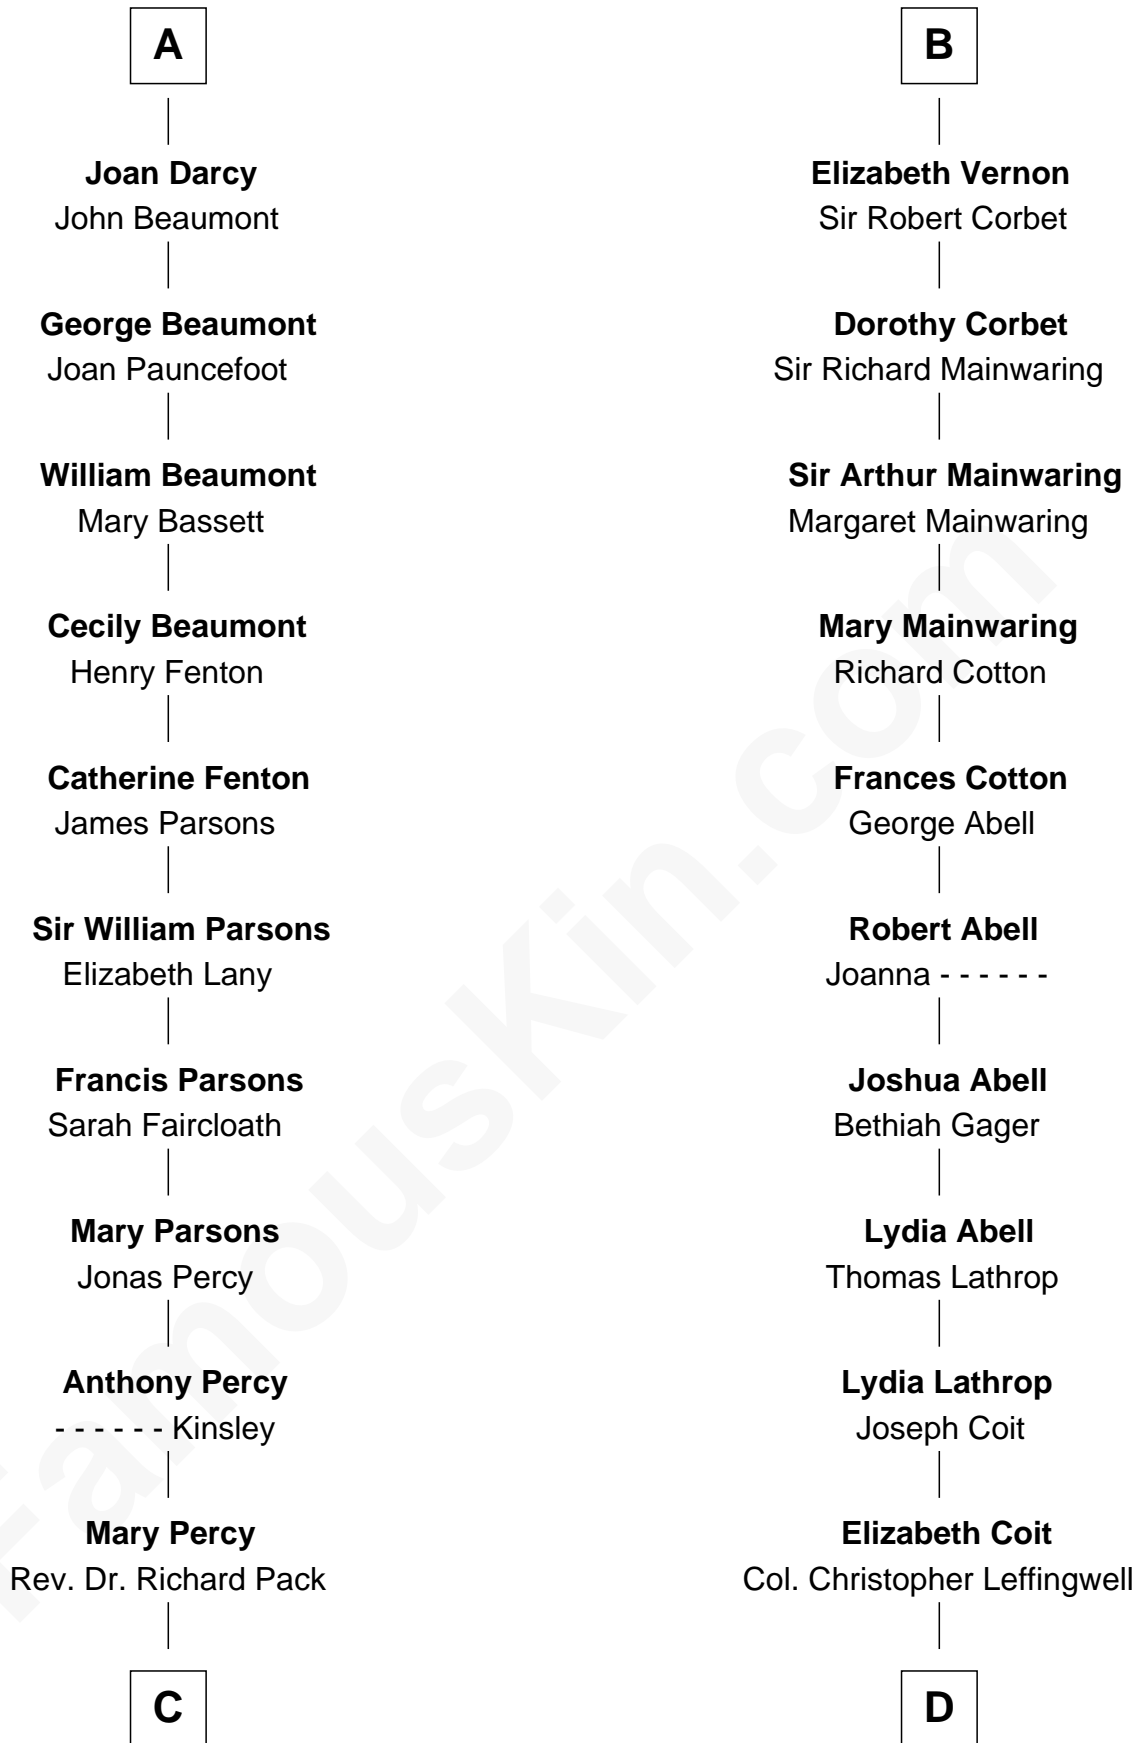 A
Joan Darcy
John Beaumont
George Beaumont
Joan Pauncefoot
William Beaumont
Mary Bassett
Cecily Beaumont
Henry Fenton
Catherine Fenton
James Parsons
Sir William Parsons
Elizabeth Lany
Francis Parsons
Sarah Faircloath
Mary Parsons
Jonas Percy
Anthony Percy
- - - - - - Kinsley
Mary Percy
Rev. Dr. Richard Pack
C
B
Elizabeth Vernon
Sir Robert Corbet
Dorothy Corbet
Sir Richard Mainwaring
Sir Arthur Mainwaring
Margaret Mainwaring
Mary Mainwaring
Richard Cotton
Frances Cotton
George Abell
Robert Abell
Joanna - - - - - -
Joshua Abell
Bethiah Gager
Lydia Abell
Thomas Lathrop
Lydia Lathrop
Joseph Coit
Elizabeth Coit
Col. Christopher Leffingwell
D
FamousKin.com